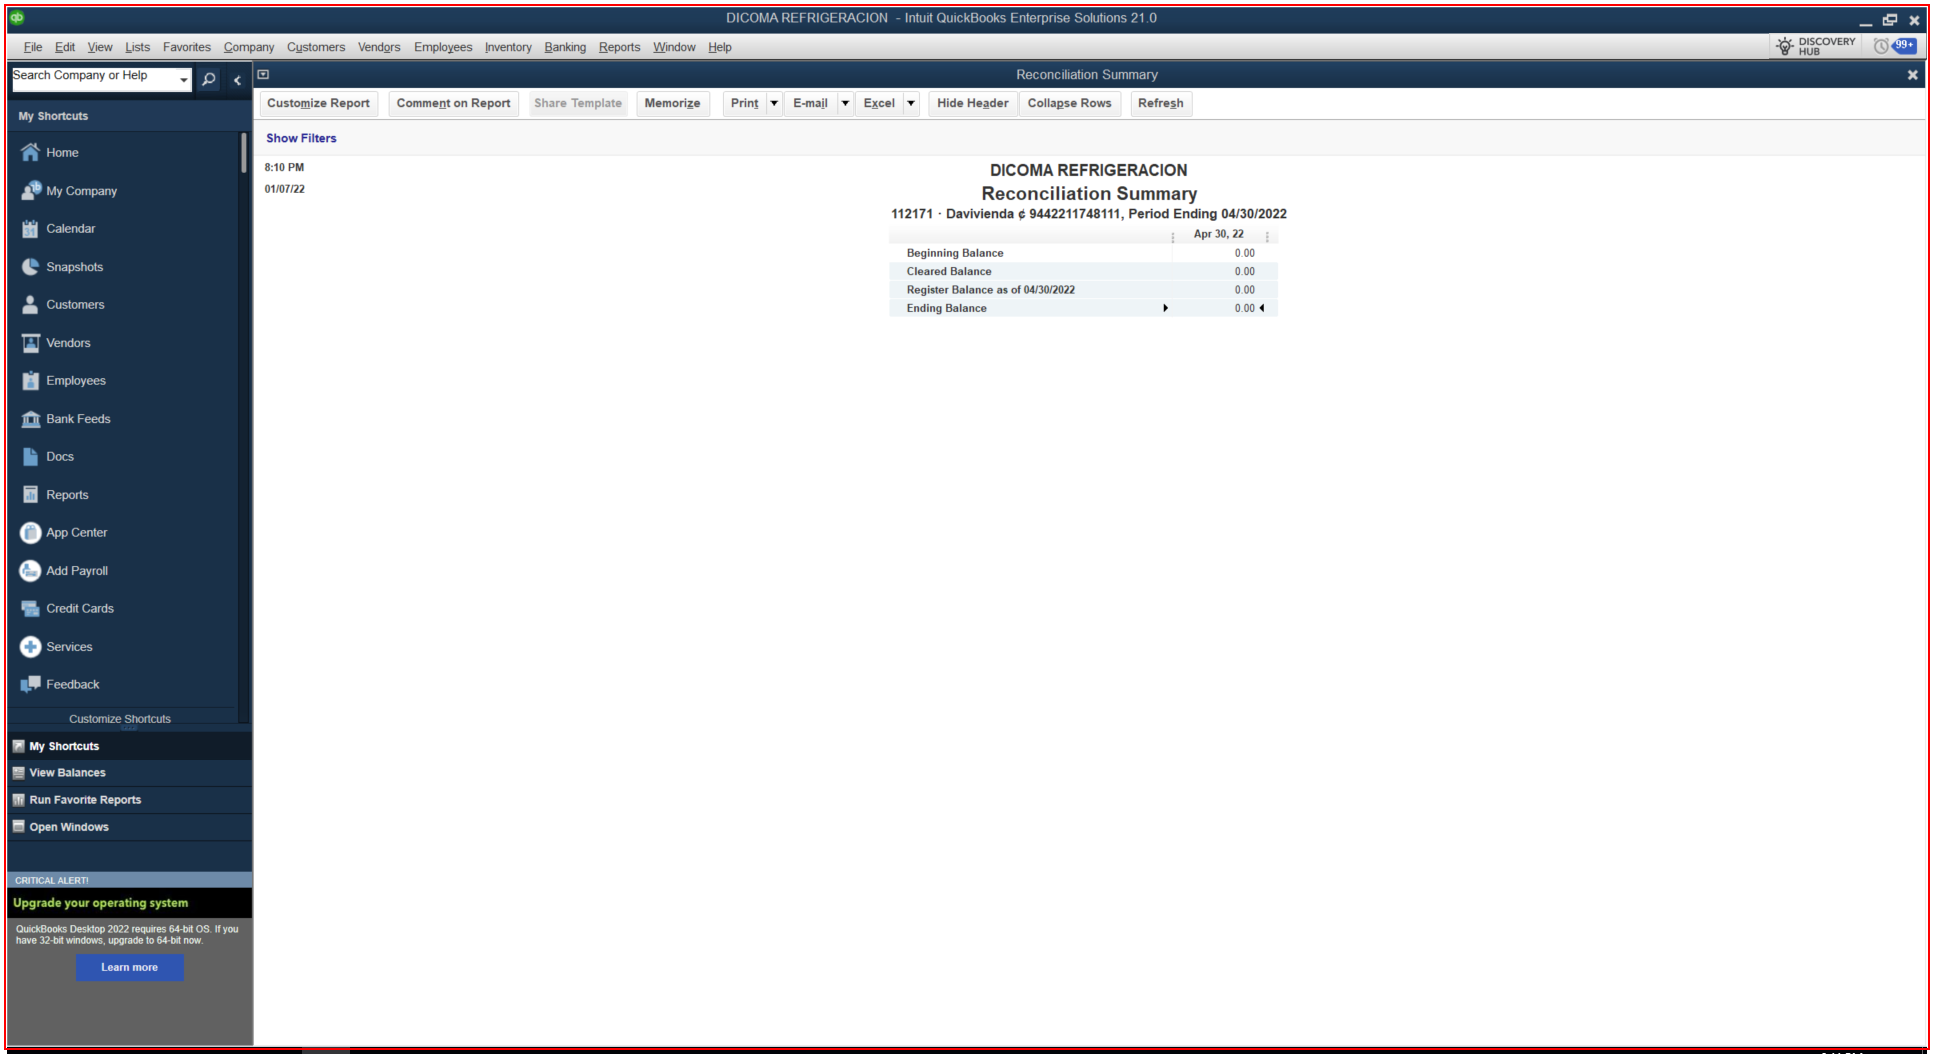 qb
DICOMA REFRIGERACION - Intuit QuickBooks Enterprise Solutions 21.0
File Edit View Lists Favorites Company Customers Vendors Employees Inventory Banking Reports Window Help
DISCOVERY HUB
99+
Search Company or Help
Reconciliation Summary
My Shortcuts
Customize Report Comment on Report Share Template Memorize Print E-mail Excel Hide Header Collapse Rows Refresh
Show Filters
Home
My Company
Calendar
Snapshots
Customers
Vendors
Employees
Bank Feeds
Docs
Reports
App Center
Add Payroll
Credit Cards
Services
Feedback
Customize Shortcuts
My Shortcuts
View Balances
Run Favorite Reports
Open Windows
CRITICAL ALERT!
Upgrade your operating system
QuickBooks Desktop 2022 requires 64-bit OS. If you
have 32-bit windows, upgrade to 64-bit now.
Learn more
8:10 PM
01/07/22
DICOMA REFRIGERACION
Reconciliation Summary
112171 · Davivienda ¢ 9442211748111, Period Ending 04/30/2022
Apr 30, 22
Beginning Balance 0.00
Cleared Balance 0.00
Register Balance as of 04/30/2022 0.00
Ending Balance 0.00